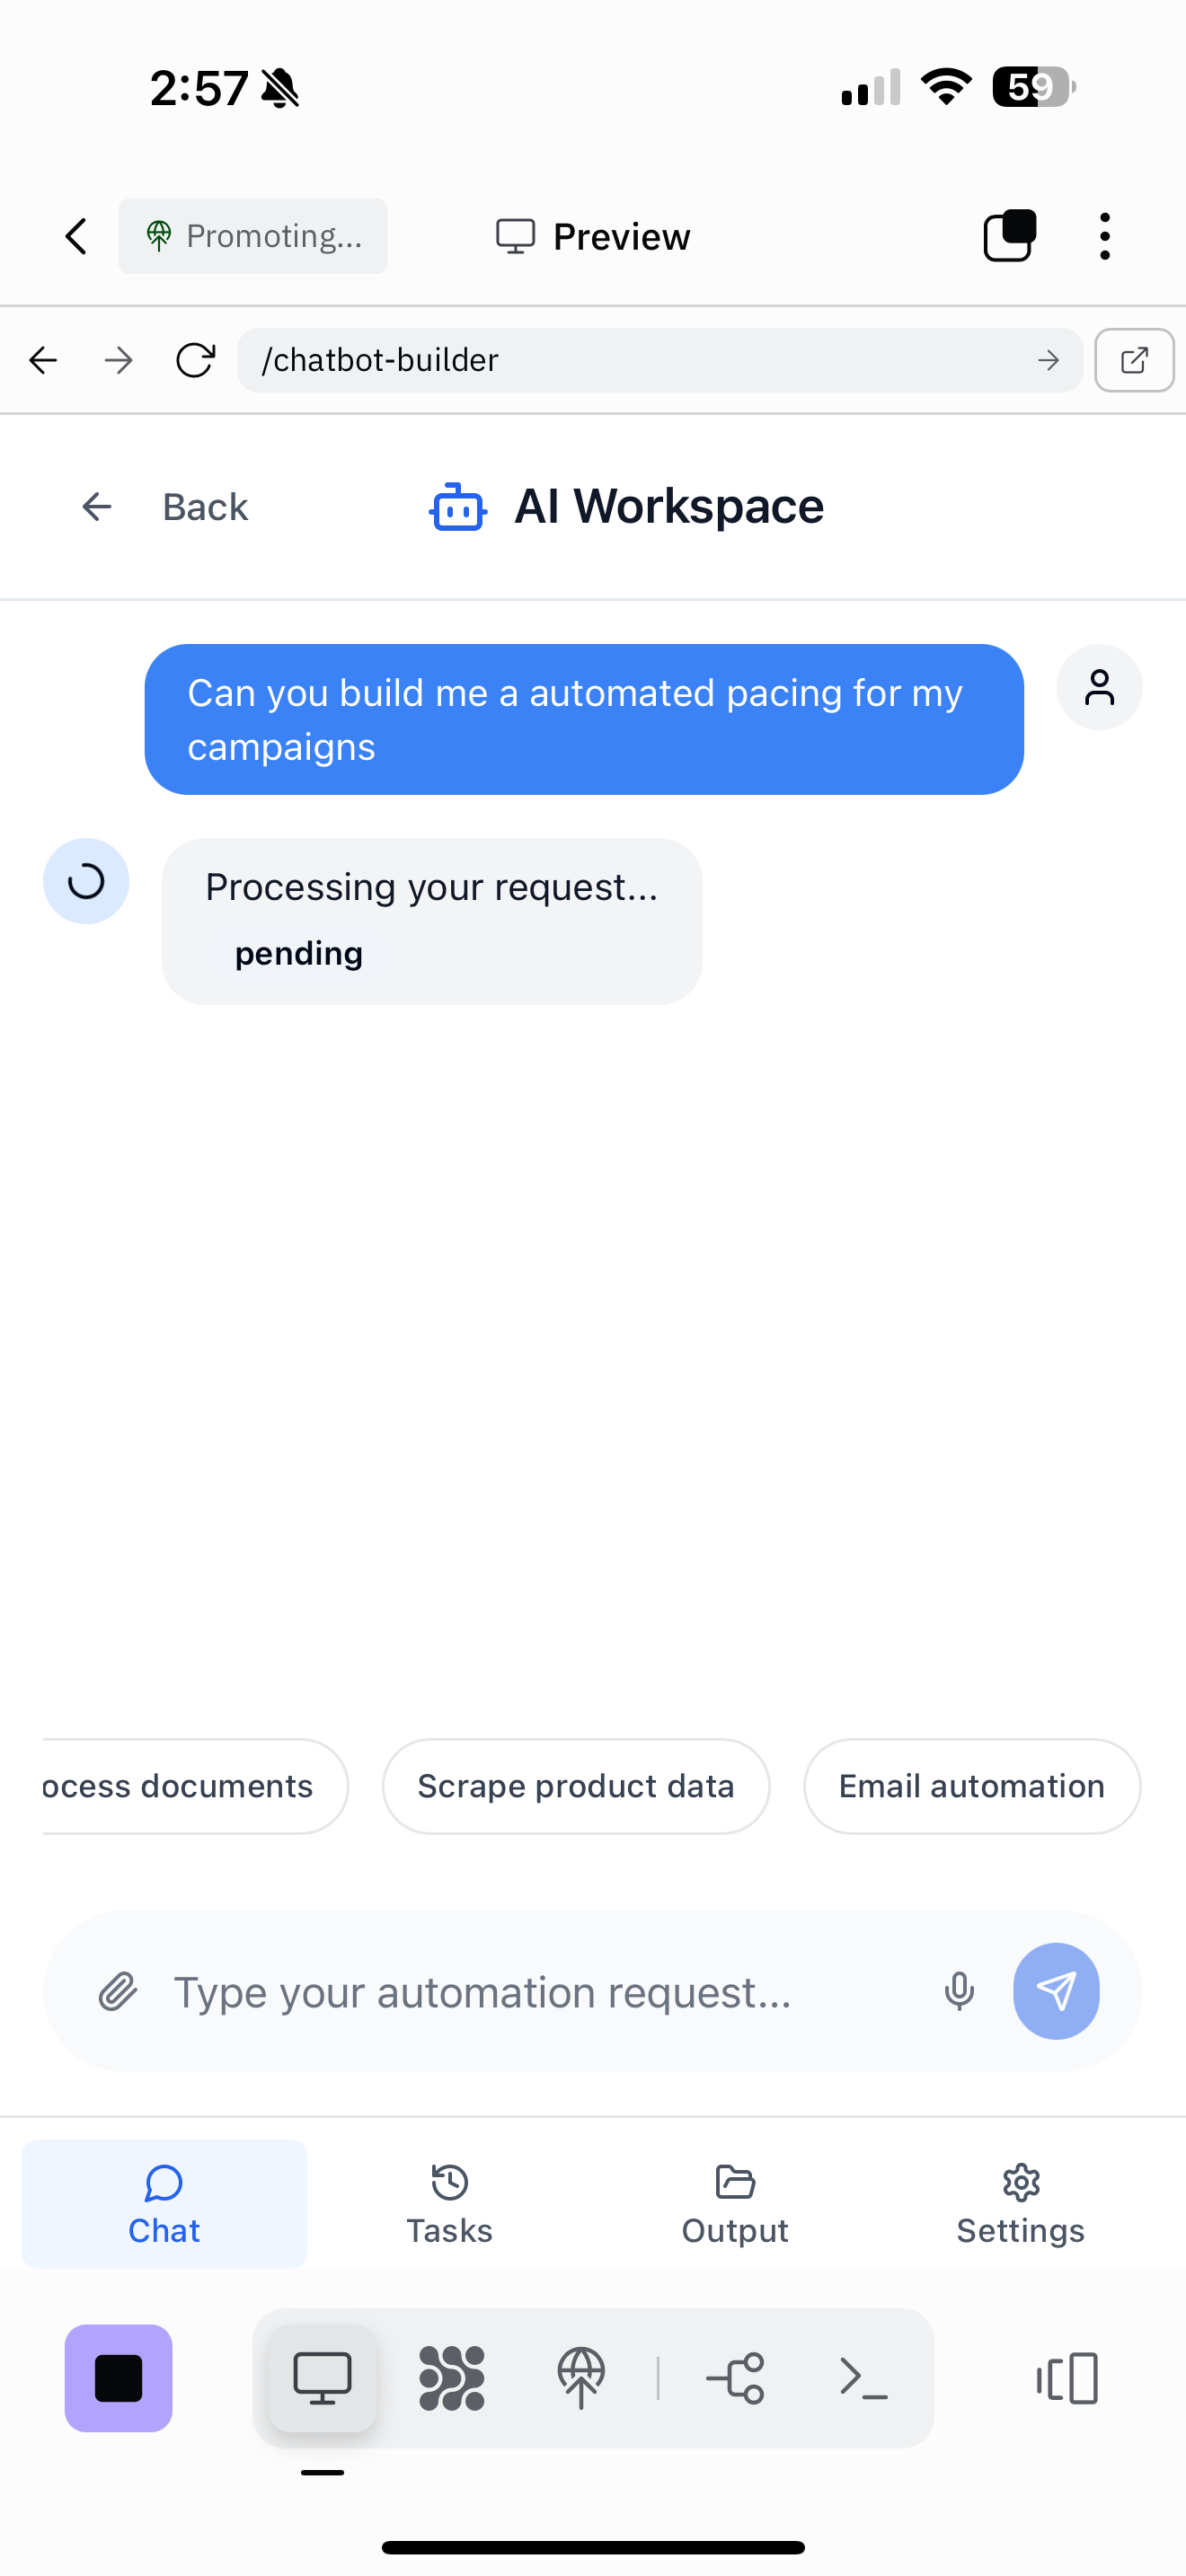 2:57
59
Promoting...
Preview
/chatbot-builder
Back
AI Workspace
Can you build me a automated pacing for my
campaigns
Processing your request...
pending
ocess documents
Scrape product data
Email automation
Type your automation request...
Chat
Tasks
Output
Settings